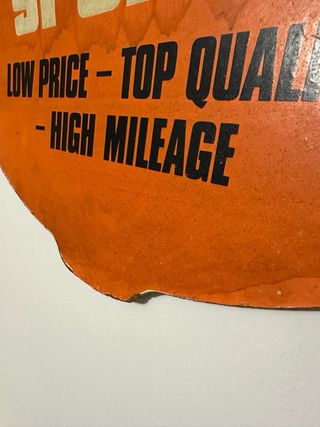 LOW PRICE – TOP QUALI
– HIGH MILEAGE